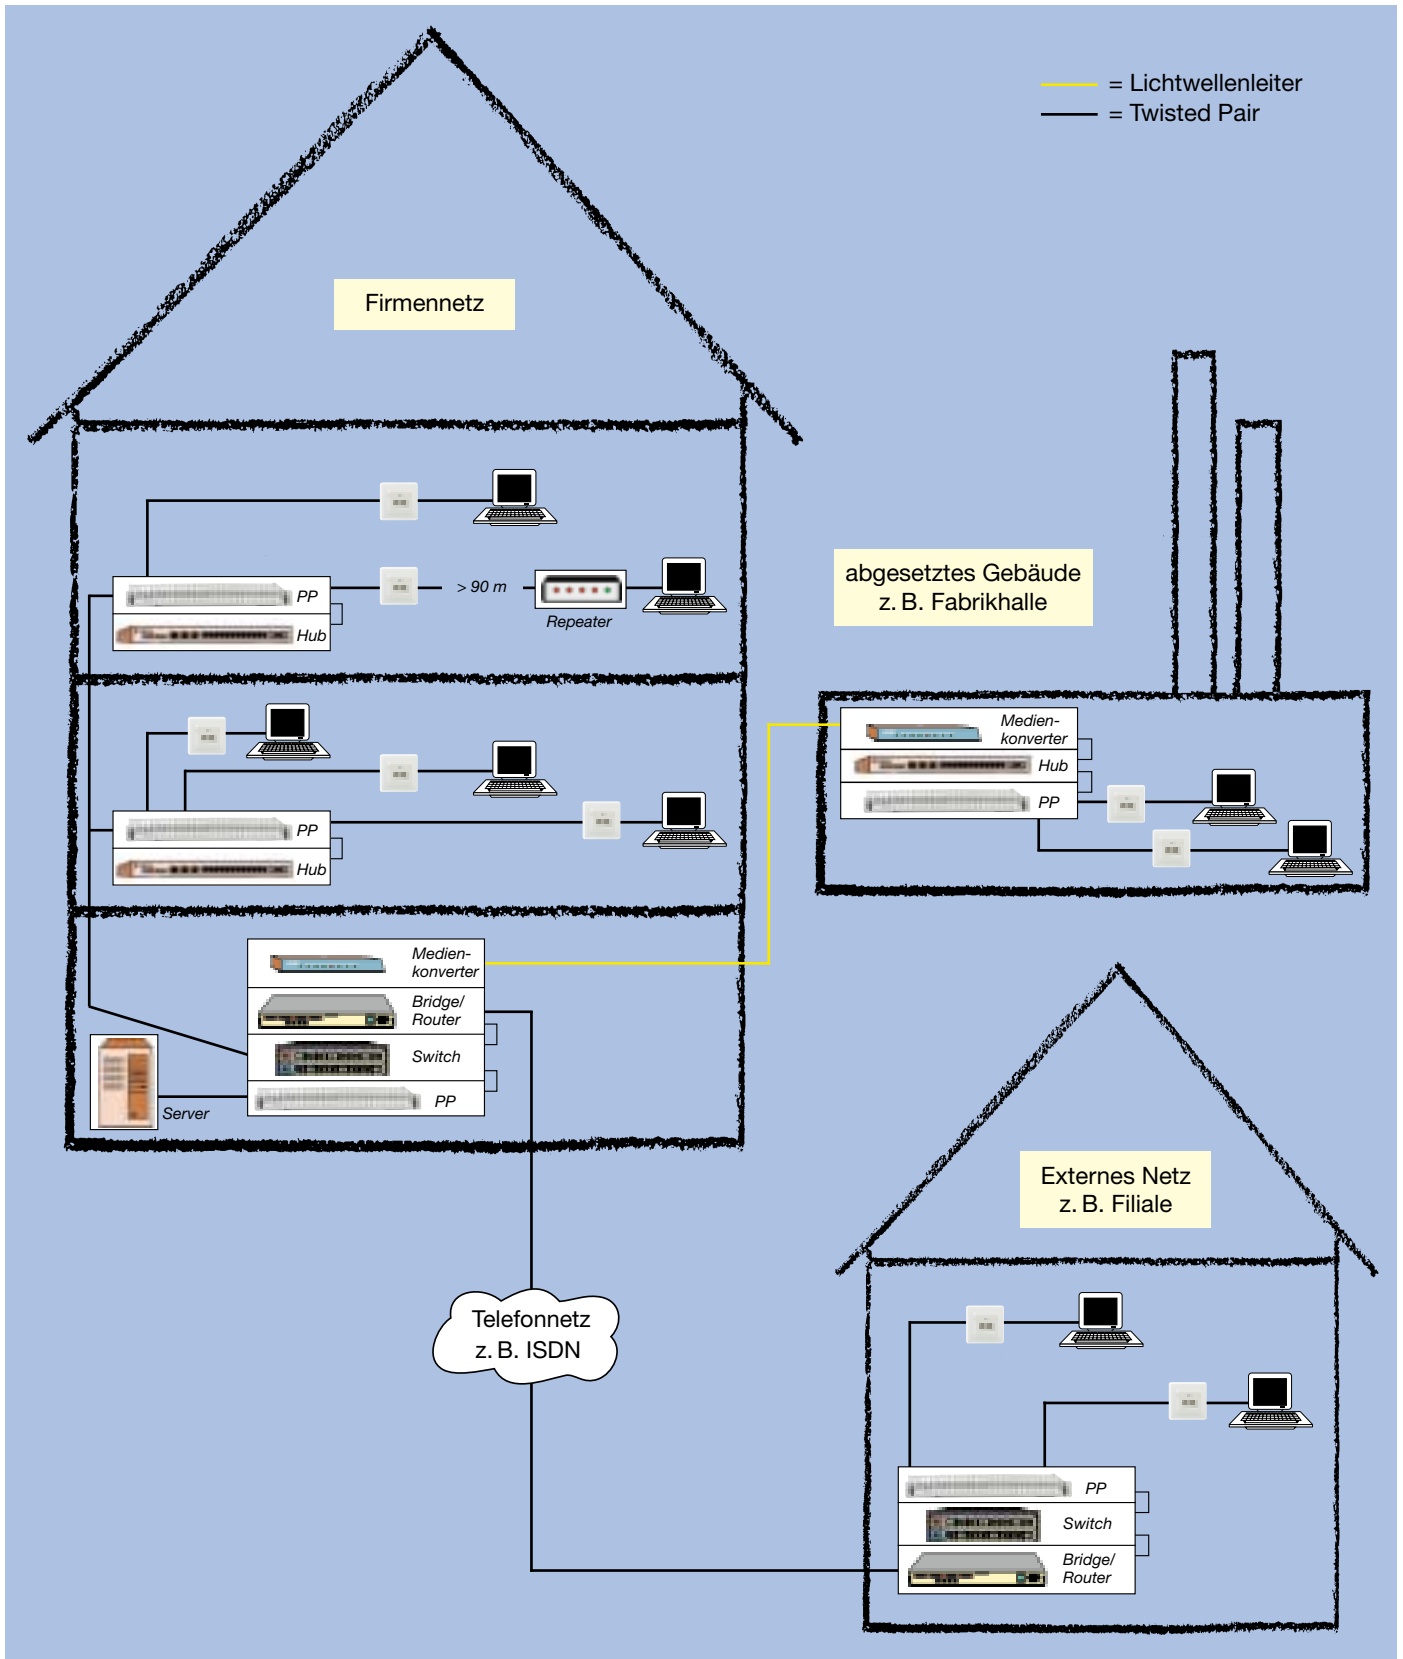 = Lichtwellenleiter
= Twisted Pair
Firmennetz
PP
> 90 m
Repeater
Hub
PP
Hub
Medien-
konverter
Bridge/
Router
Switch
PP
Server
abgesetztes Gebäude
z. B. Fabrikhalle
Medien-
konverter
Hub
PP
Telefonnetz
z. B. ISDN
Externes Netz
z. B. Filiale
PP
Switch
Bridge/
Router